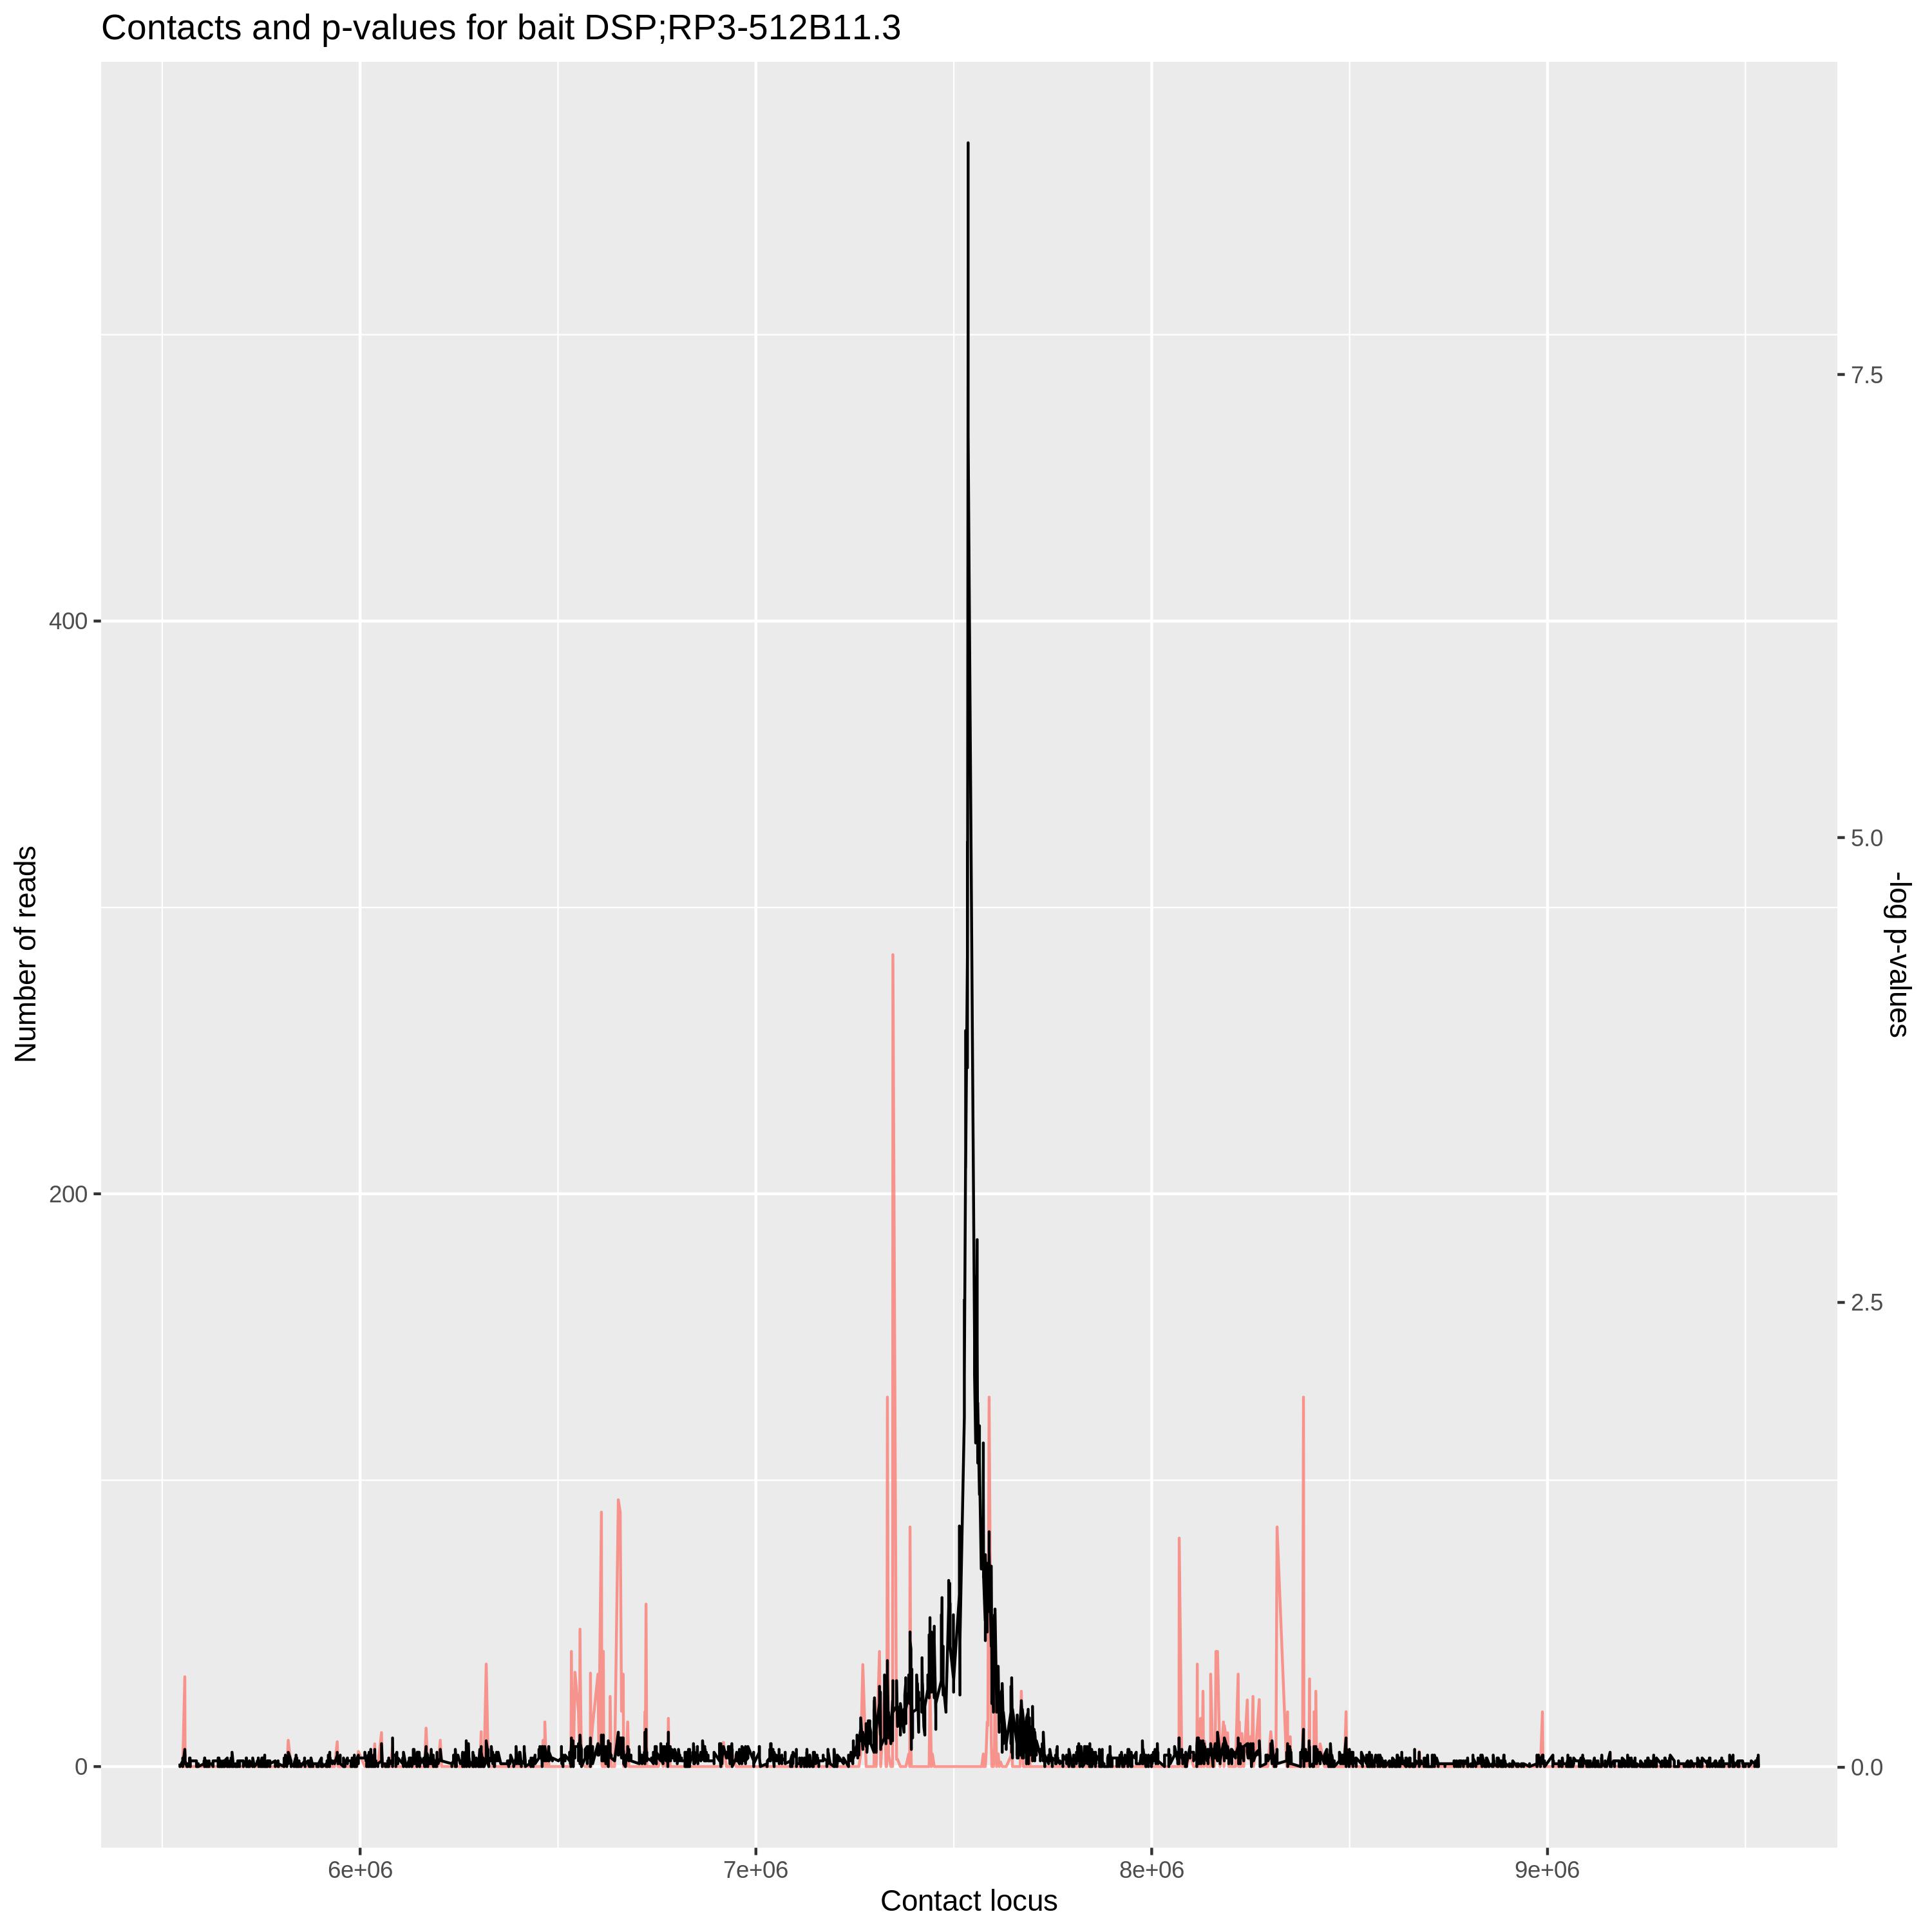 Contacts and p-values for bait DSP;RP3-512B11.3
Number of reads
400
200
0
7.5
5.0
2.5
0.0
-log p-values
6e+06
7e+06
8e+06
9e+06
Contact locus